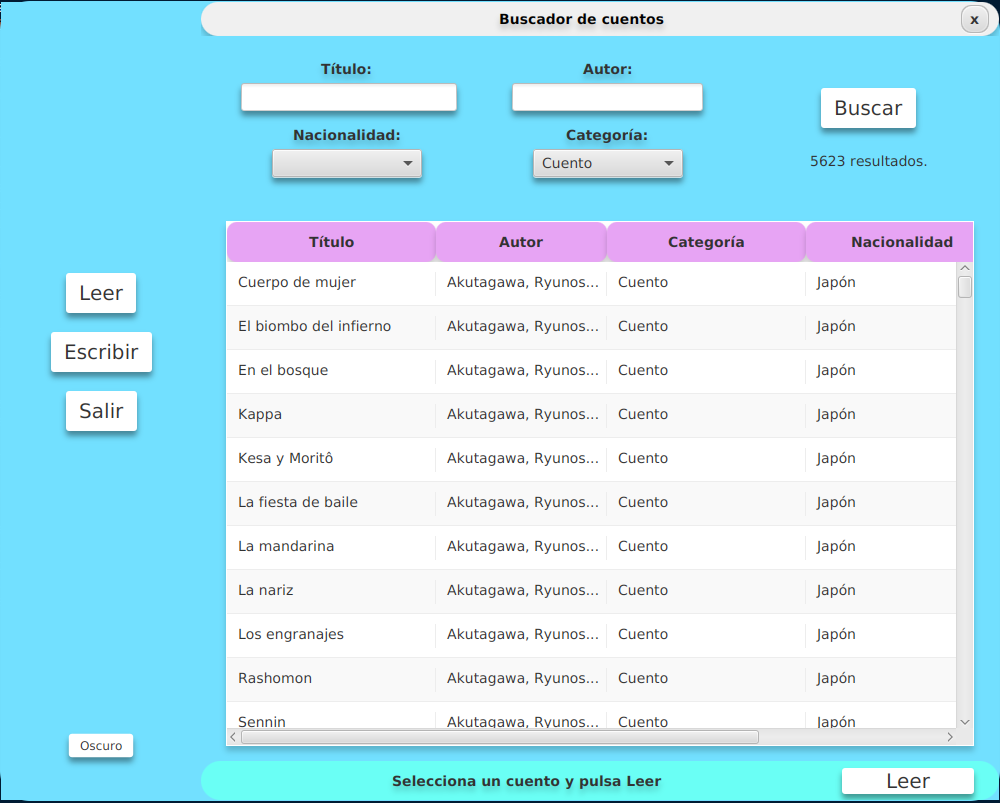 Buscador de cuentos x
Título: Autor:
Buscar
Nacionalidad: Categoría:
Cuento
5623 resultados.
Título Autor Categoría Nacionalidad
Cuerpo de mujer Akutagawa, Ryunos... Cuento Japón
El biombo del infierno Akutagawa, Ryunos... Cuento Japón
En el bosque Akutagawa, Ryunos... Cuento Japón
Kappa Akutagawa, Ryunos... Cuento Japón
Kesa y Moritô Akutagawa, Ryunos... Cuento Japón
La fiesta de baile Akutagawa, Ryunos... Cuento Japón
La mandarina Akutagawa, Ryunos... Cuento Japón
La nariz Akutagawa, Ryunos... Cuento Japón
Los engranajes Akutagawa, Ryunos... Cuento Japón
Rashomon Akutagawa, Ryunos... Cuento Japón
Sennin Akutagawa, Ryunos... Cuento Japón
Leer
Escribir
Salir
Oscuro
Selecciona un cuento y pulsa Leer Leer